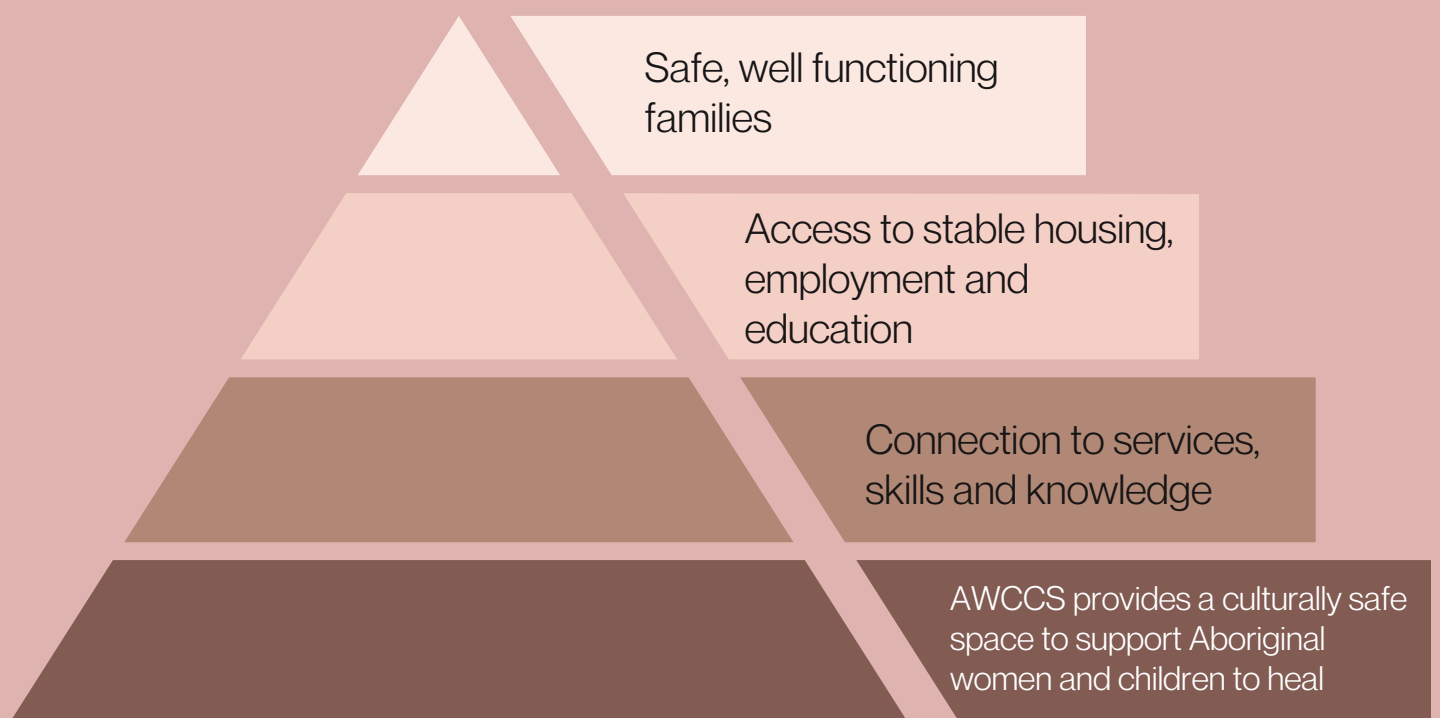 Safe, well functioning
families
Access to stable housing,
employment and
education
Connection to services,
skills and knowledge
AWCCS provides a culturally safe
space to support Aboriginal
women and children to heal